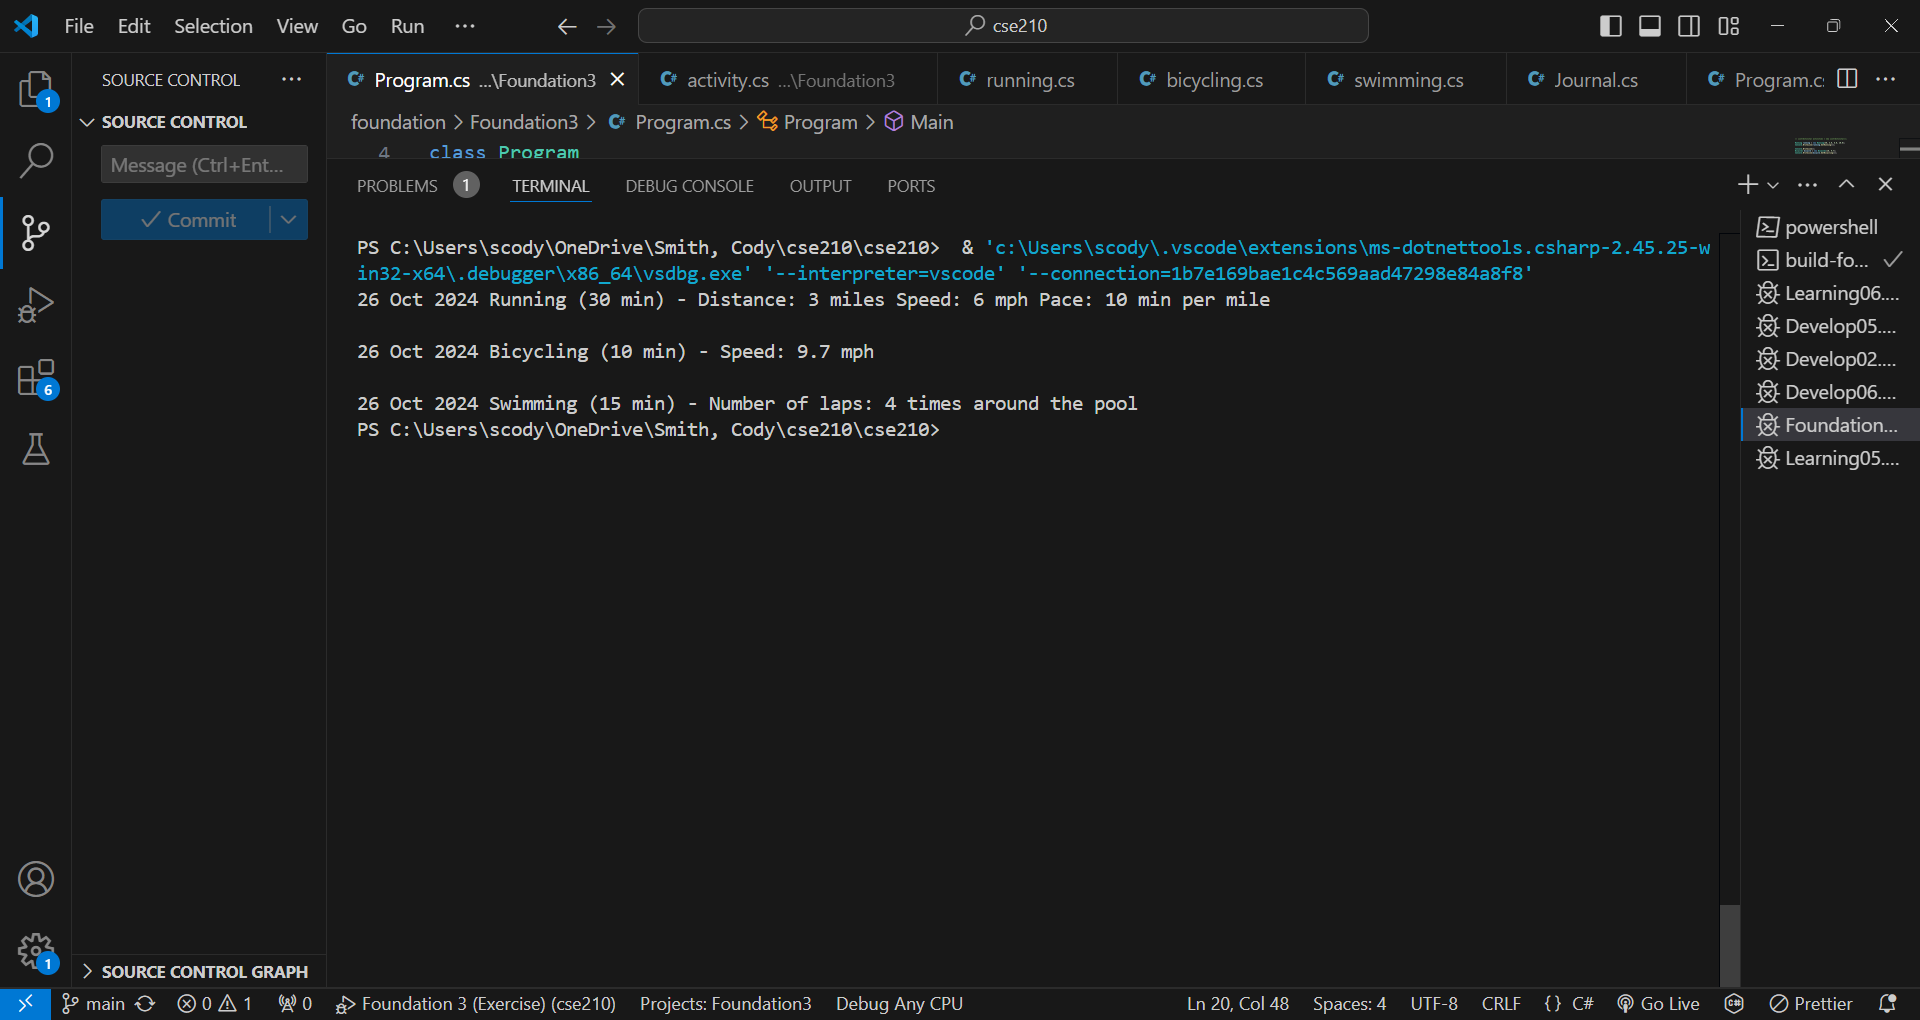 File Edit Selection View Go Run ··· cse210
SOURCE CONTROL ···
Program.cs ...\Foundation3 activity.cs ...\Foundation3 running.cs bicycling.cs swimming.cs Journal.cs Program.c ···
1
SOURCE CONTROL
foundation > Foundation3 > Program.cs > Program > Main
Message (Ctrl+Ent...
4 class Program
PROBLEMS 1 TERMINAL DEBUG CONSOLE OUTPUT PORTS
Commit
PS C:\Users\scody\OneDrive\Smith, Cody\cse210\cse210> & 'c:\Users\scody\.vscode\extensions\ms-dotnettools.csharp-2.45.25-w
in32-x64\.debugger\x86_64\vsdbg.exe' '--interpreter=vscode' '--connection=1b7e169bae1c4c569aad47298e84a8f8'
26 Oct 2024 Running (30 min) - Distance: 3 miles Speed: 6 mph Pace: 10 min per mile
26 Oct 2024 Bicycling (10 min) - Speed: 9.7 mph
26 Oct 2024 Swimming (15 min) - Number of laps: 4 times around the pool
PS C:\Users\scody\OneDrive\Smith, Cody\cse210\cse210>
powershell
build-fo...
Learning06....
Develop05....
Develop02....
Develop06....
Foundation...
Learning05....
6
1
SOURCE CONTROL GRAPH
main 0 1 0 Foundation 3 (Exercise) (cse210) Projects: Foundation3 Debug Any CPU Ln 20, Col 48 Spaces: 4 UTF-8 CRLF {} C# Go Live Prettier